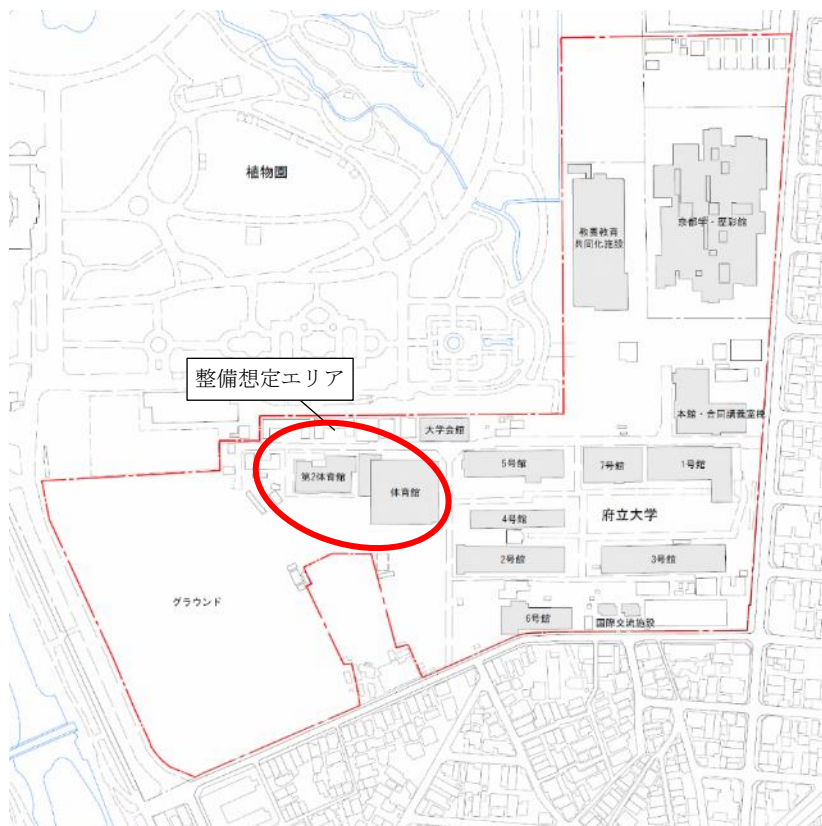 植物園
教養教育
共同化施設
京都学・歴彩館
整備想定エリア
本館・合同講義室棟
大学会館
5号館
7号館
1号館
第2体育館
体育館
4号館
府立大学
2号館
3号館
グラウンド
6号館
国際交流施設